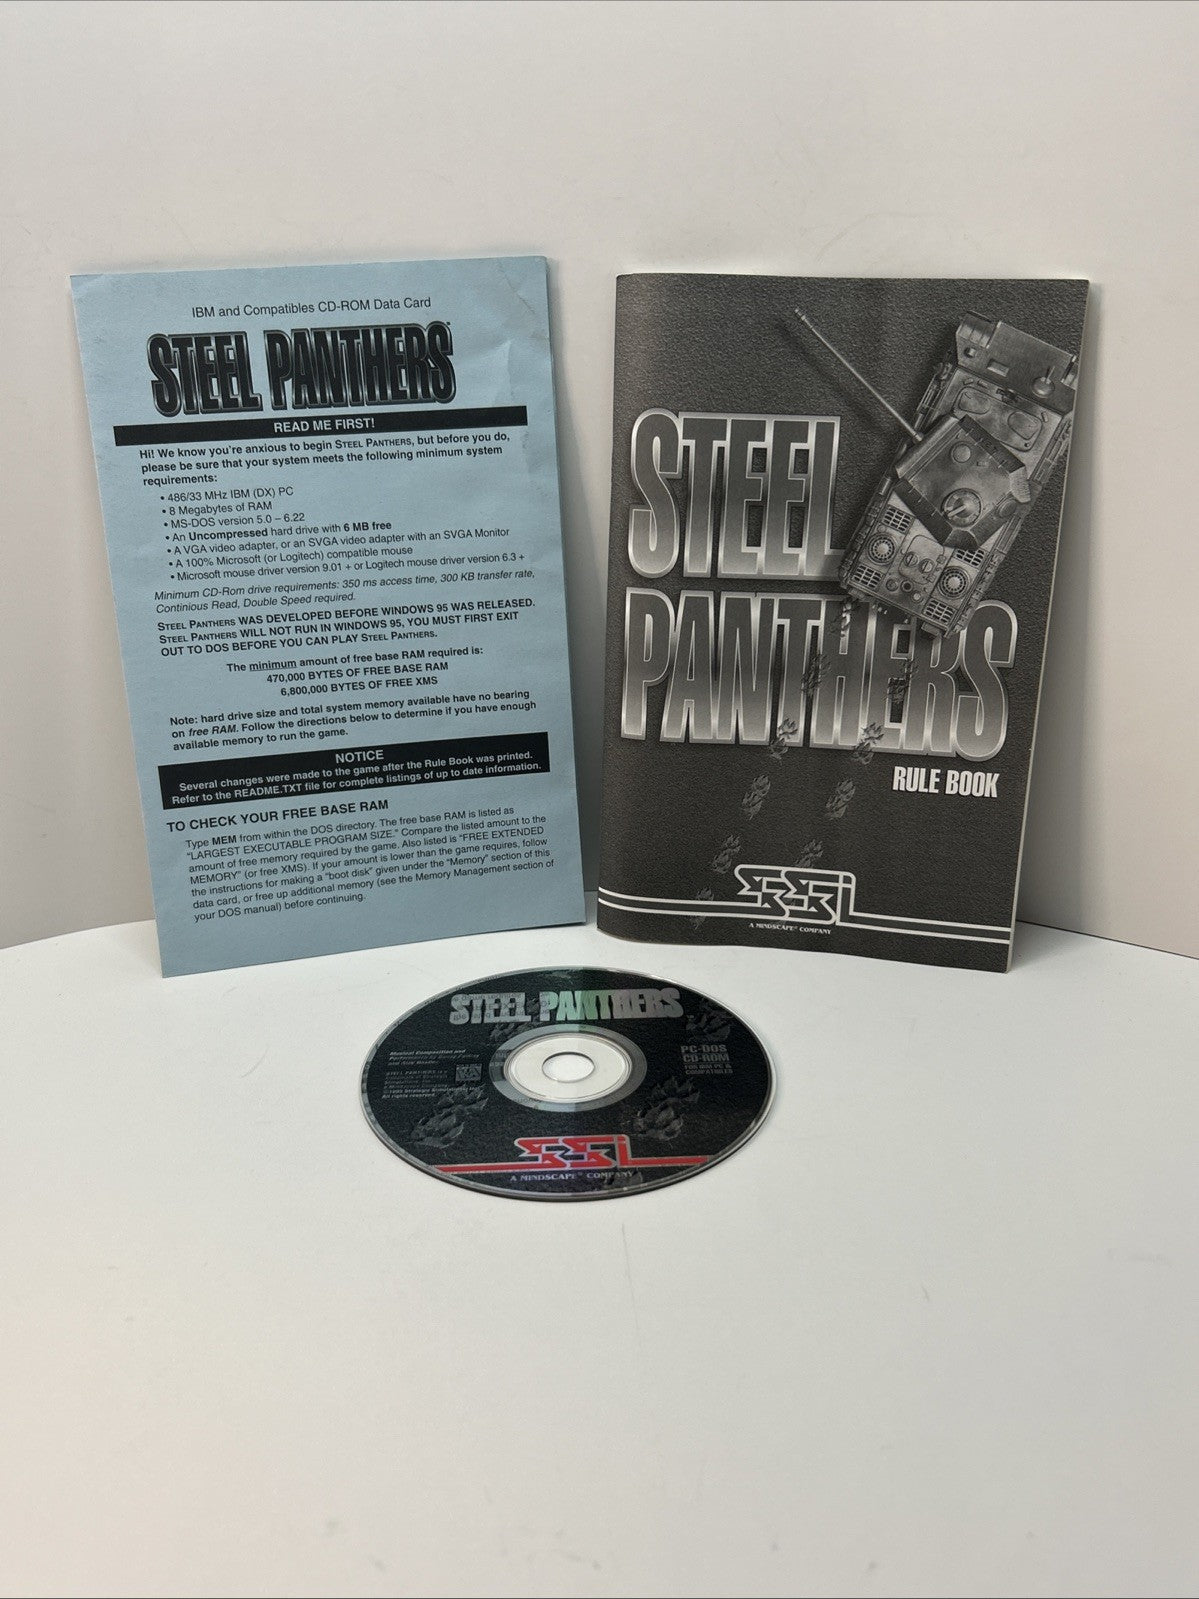 IBM and Compatibles CD-ROM Data Card
STEEL PANTHERS
READ ME FIRST!
Hi! We know you're anxious to begin STEEL PANTHERS, but before you do,
please be sure that your system meets the following minimum system
requirements:
• 486/33 MHz IBM (DX) PC
• 8 Megabytes of RAM
• MS-DOS version 5.0 – 6.22
• An Uncompressed hard drive with 6 MB free
• A VGA video adapter, or an SVGA video adapter with an SVGA Monitor
• A 100% Microsoft (or Logitech) compatible mouse
• Microsoft mouse driver version 9.01 + or Logitech mouse driver version 6.3 +
Minimum CD-Rom drive requirements: 350 ms access time, 300 KB transfer rate,
Continious Read, Double Speed required.
STEEL PANTHERS WAS DEVELOPED BEFORE WINDOWS 95 WAS RELEASED.
STEEL PANTHERS WILL NOT RUN IN WINDOWS 95, YOU MUST FIRST EXIT
OUT TO DOS BEFORE YOU CAN PLAY STEEL PANTHERS.
The minimum amount of free base RAM required is:
470,000 BYTES OF FREE BASE RAM
6,800,000 BYTES OF FREE XMS
Note: hard drive size and total system memory available have no bearing
on free RAM. Follow the directions below to determine if you have enough
available memory to run the game.
NOTICE
Several changes were made to the game after the Rule Book was printed.
Refer to the README.TXT file for complete listings of up to date information.
TO CHECK YOUR FREE BASE RAM
Type MEM from within the DOS directory. The free base RAM is listed as
"LARGEST EXECUTABLE PROGRAM SIZE." Compare the listed amount to the
amount of free memory required by the game. Also listed is "FREE EXTENDED
MEMORY" (or free XMS). If your amount is lower than the game requires, follow
the instructions for making a "boot disk" given under the "Memory" section of this
data card, or free up additional memory (see the Memory Management section of
your DOS manual) before continuing.
STEEL
PANTHERS
RULE BOOK
SSI
A MINDSCAPE® COMPANY
STEEL PANTHERS
Musical Composition and
PC-DOS
CD-ROM
FOR IBM PC &
COMPATIBLES
STEEL PANTHERS is a
All rights reserved.
SSI
A MINDSCAPE® COMPANY